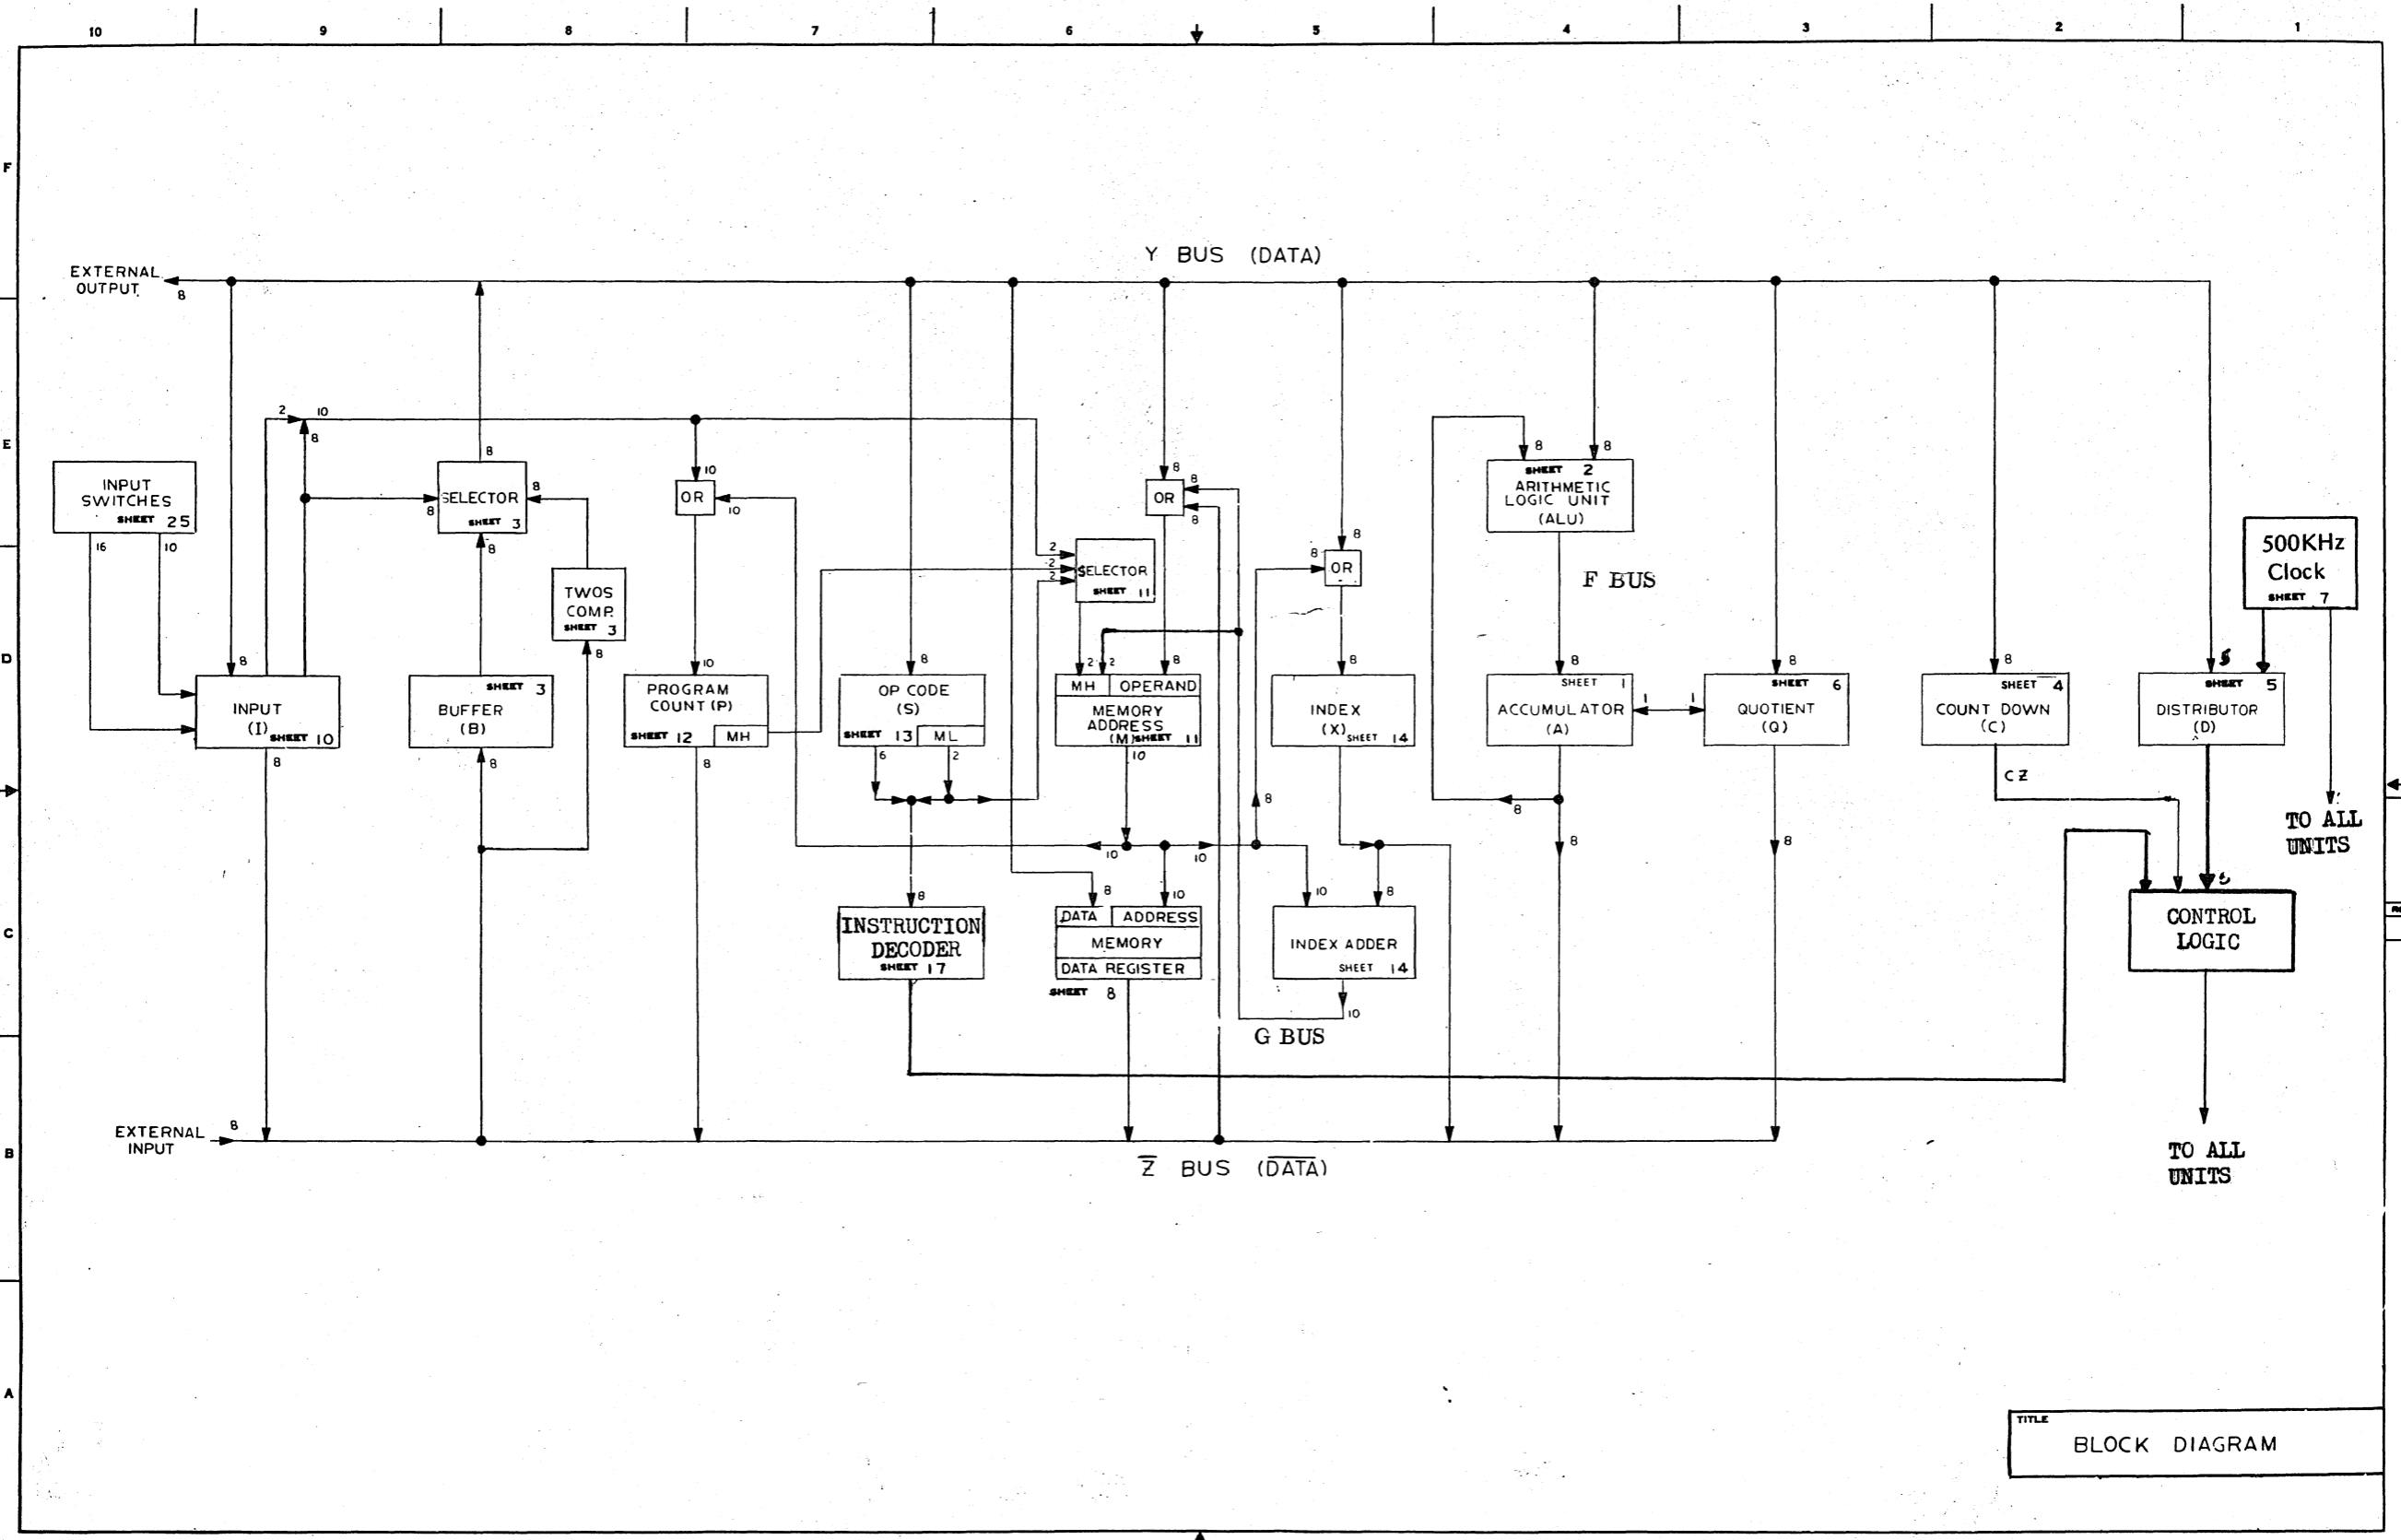 10 9 8 7 6 5 4 3 2 1
F
Y BUS (DATA)
EXTERNAL
OUTPUT
8
2 10
8
E
8
INPUT
SWITCHES
SHEET 25
16 10
8
SELECTOR
SHEET 3
8
8
8
TWOS
COMP.
SHEET 3
8
10
OR
10
8
8
OR
8
2
2
2
SELECTOR
SHEET 11
8
8
OR
8 8
SHEET 2
ARITHMETIC
LOGIC UNIT
(ALU)
F BUS
500KHz
Clock
SHEET 7
D
8
INPUT
(I) SHEET 10
8
SHEET 3
BUFFER
(B)
8
10
PROGRAM
COUNT (P)
SHEET 12 MH
8
8
OP CODE
(S)
SHEET 13 ML
6 2
2 2 8
MH OPERAND
MEMORY
ADDRESS
(M) SHEET 11
10
8
INDEX
(X) SHEET 14
8
SHEET 1
ACCUMULATOR
(A)
1 1
8
SHEET 6
QUOTIENT
(Q)
8
SHEET 4
COUNT DOWN
(C)
CZ
5
SHEET 5
DISTRIBUTOR
(D)
TO ALL
UNITS
8
8
8
8
10 10
C
8
INSTRUCTION
DECODER
SHEET 17
8 10
DATA ADDRESS
MEMORY
DATA REGISTER
SHEET 8
10 8
INDEX ADDER
SHEET 14
10
G BUS
CONTROL
LOGIC
B
EXTERNAL
INPUT
8
Z̅ BUS (D̅A̅T̅A̅)
TO ALL
UNITS
A
TITLE
BLOCK DIAGRAM